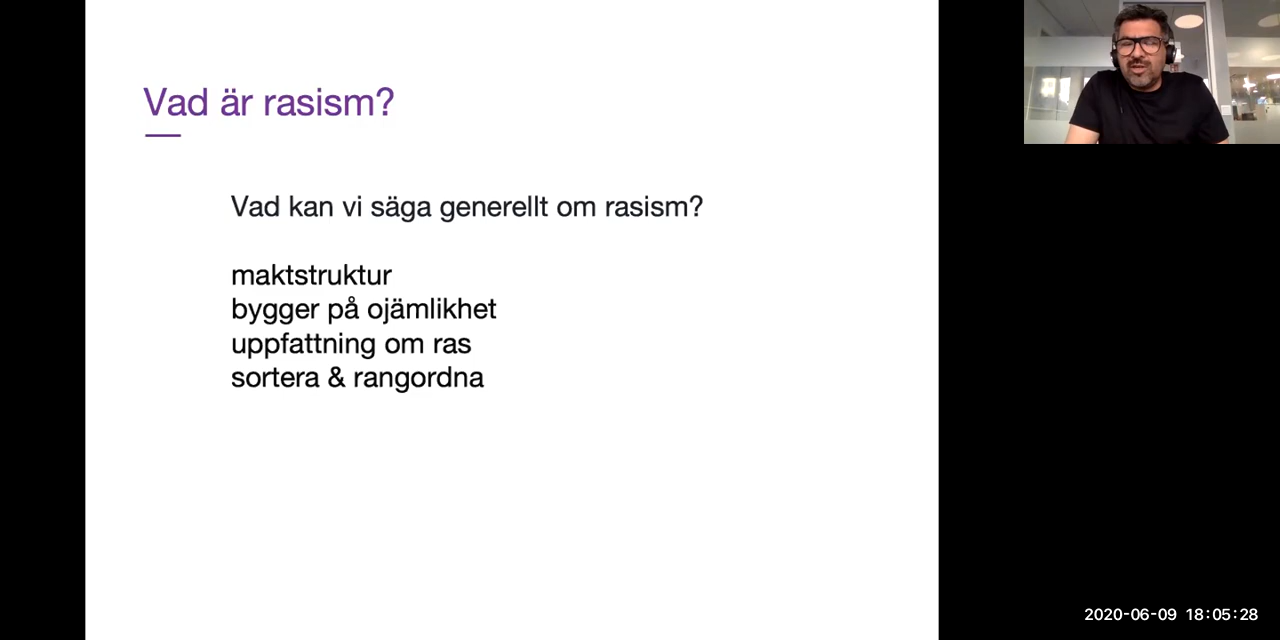 Vad är rasism?
Vad kan vi säga generellt om rasism?
maktstruktur
bygger på ojämlikhet
uppfattning om ras
sortera & rangordna
2020-06-09 18:05:28